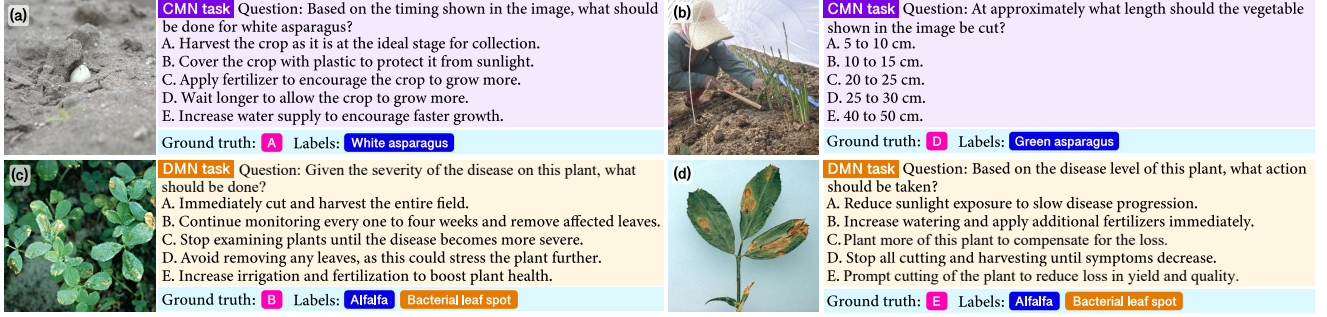 (a)
CMN task Question: Based on the timing shown in the image, what should
be done for white asparagus?
A. Harvest the crop as it is at the ideal stage for collection.
B. Cover the crop with plastic to protect it from sunlight.
C. Apply fertilizer to encourage the crop to grow more.
D. Wait longer to allow the crop to grow more.
E. Increase water supply to encourage faster growth.
Ground truth: A Labels: White asparagus
(b)
CMN task Question: At approximately what length should the vegetable
shown in the image be cut?
A. 5 to 10 cm.
B. 10 to 15 cm.
C. 20 to 25 cm.
D. 25 to 30 cm.
E. 40 to 50 cm.
Ground truth: D Labels: Green asparagus
(c)
DMN task Question: Given the severity of the disease on this plant, what
should be done?
A. Immediately cut and harvest the entire field.
B. Continue monitoring every one to four weeks and remove affected leaves.
C. Stop examining plants until the disease becomes more severe.
D. Avoid removing any leaves, as this could stress the plant further.
E. Increase irrigation and fertilization to boost plant health.
Ground truth: B Labels: Alfalfa Bacterial leaf spot
(d)
DMN task Question: Based on the disease level of this plant, what action
should be taken?
A. Reduce sunlight exposure to slow disease progression.
B. Increase watering and apply additional fertilizers immediately.
C. Plant more of this plant to compensate for the loss.
D. Stop all cutting and harvesting until symptoms decrease.
E. Prompt cutting of the plant to reduce loss in yield and quality.
Ground truth: E Labels: Alfalfa Bacterial leaf spot